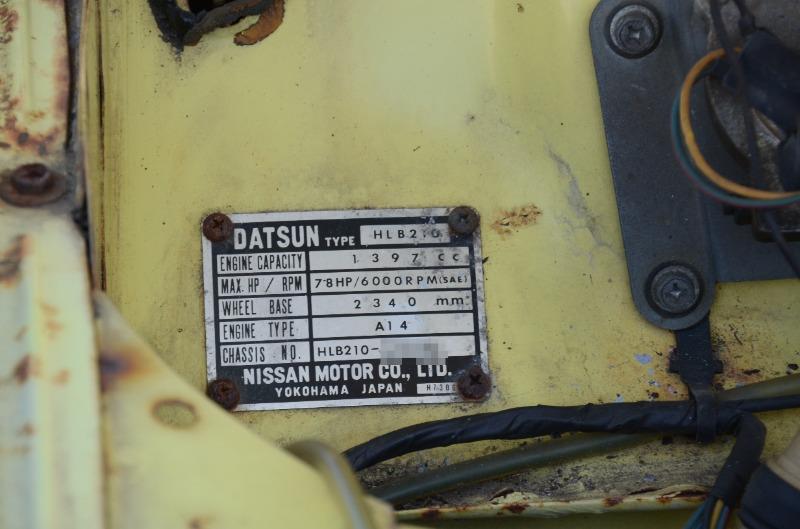 DATSUN TYPE HLB210
ENGINE CAPACITY 1397 cc
MAX. HP / RPM 78HP/6000RPM(SAE)
WHEEL BASE 2340 mm
ENGINE TYPE A14
CHASSIS NO. HLB210-
NISSAN MOTOR CO., LTD.
YOKOHAMA JAPAN